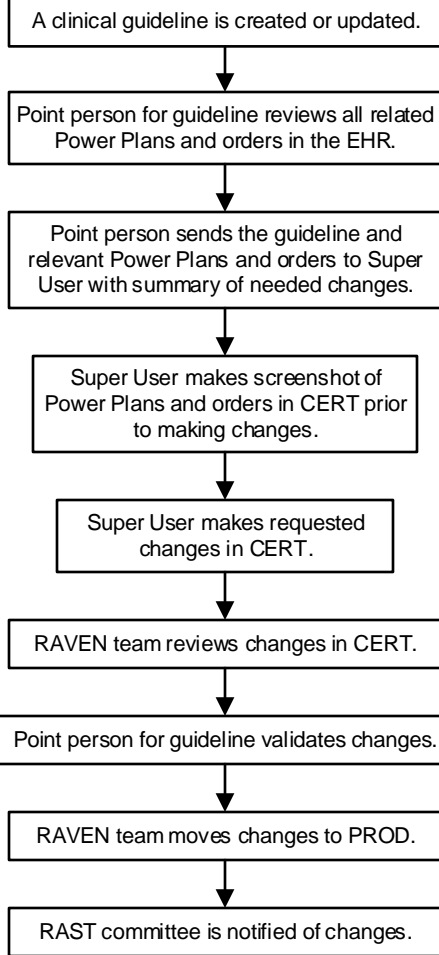 A clinical guideline is created or updated.
Point person for guideline reviews all related
Power Plans and orders in the EHR.
Point person sends the guideline and
relevant Power Plans and orders to Super
User with summary of needed changes.
Super User makes screenshot of
Power Plans and orders in CERT prior
to making changes.
Super User makes requested
changes in CERT.
RAVEN team reviews changes in CERT.
Point person for guideline validates changes.
RAVEN team moves changes to PROD.
RAST committee is notified of changes.